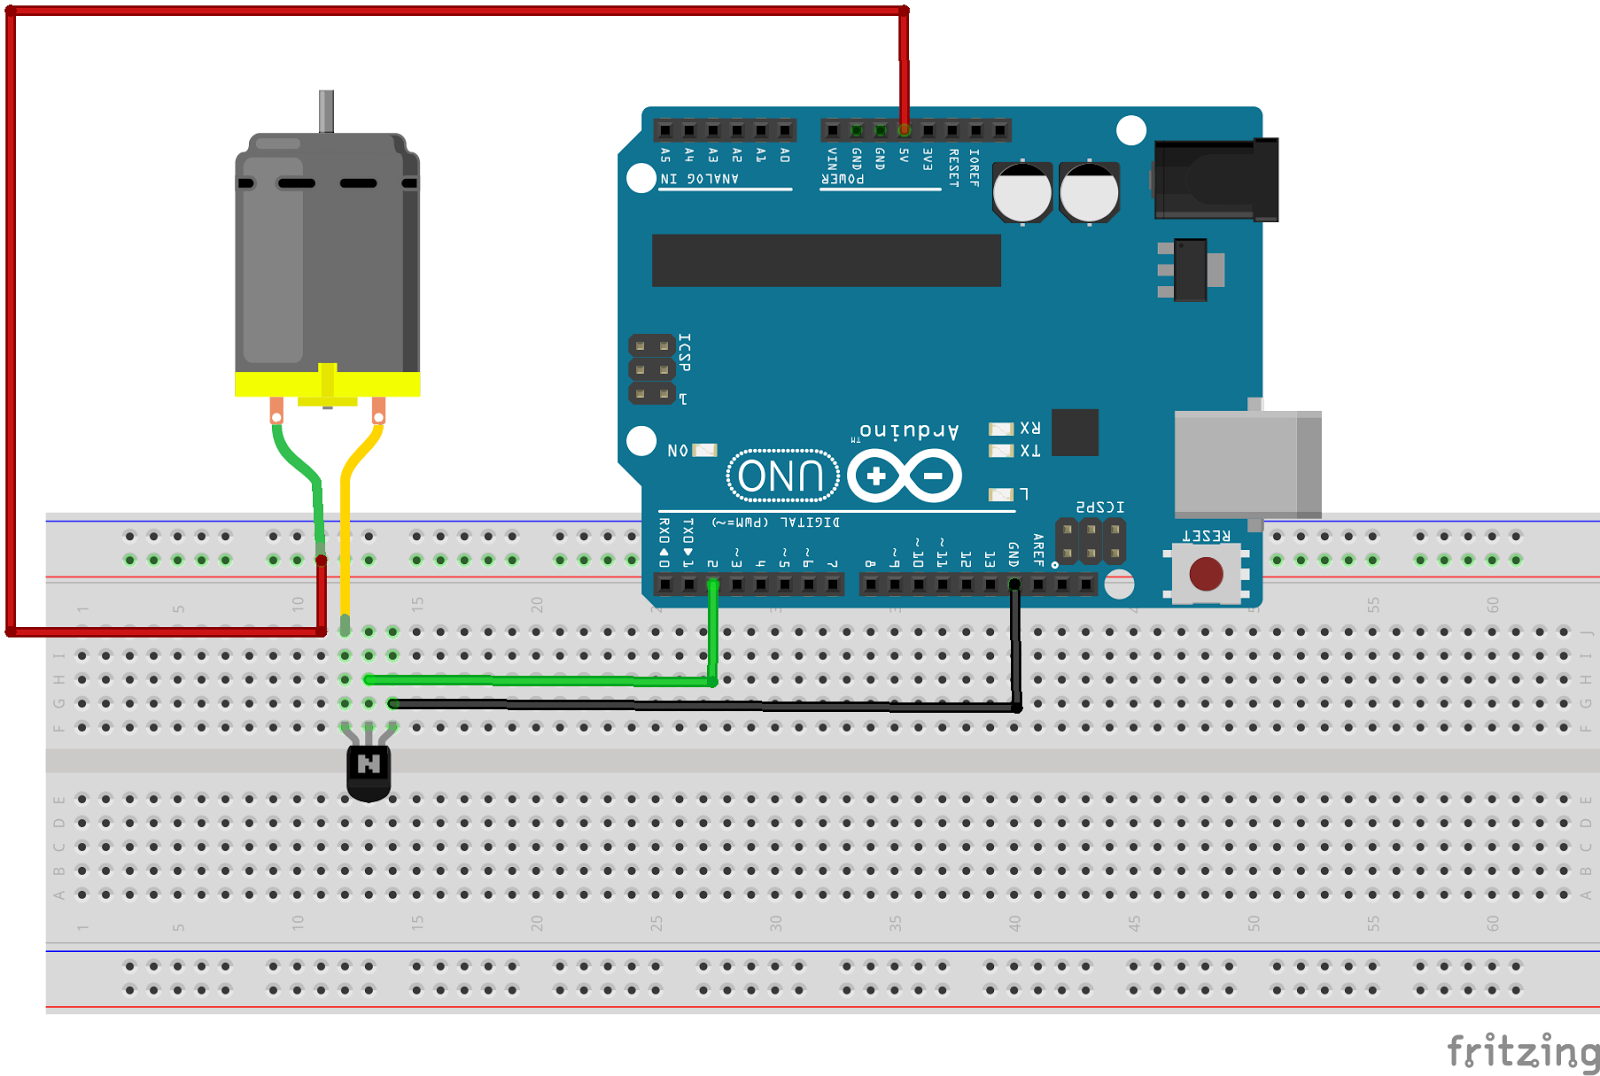 A5 A4 A3 A2 A1 A0 VIN GND GND 5V 3V3 RESET IOREF
ANALOG IN POWER
ICSP
1
Arduino™
RX
TX
ON
UNO
L
ICSP2
DIGITAL (PWM=~)
RESET
RX0◀0 TX0▶1 2 ~3 4 ~5 ~6 7 8 ~9 ~10 ~11 12 13 GND AREF
1 5 10 15 20 55 60
J
I I
H H
G G
F F
N
E E
D D
C C
B B
A A
1 5 10 15 20 25 30 35 40 45 50 55 60
fritzing